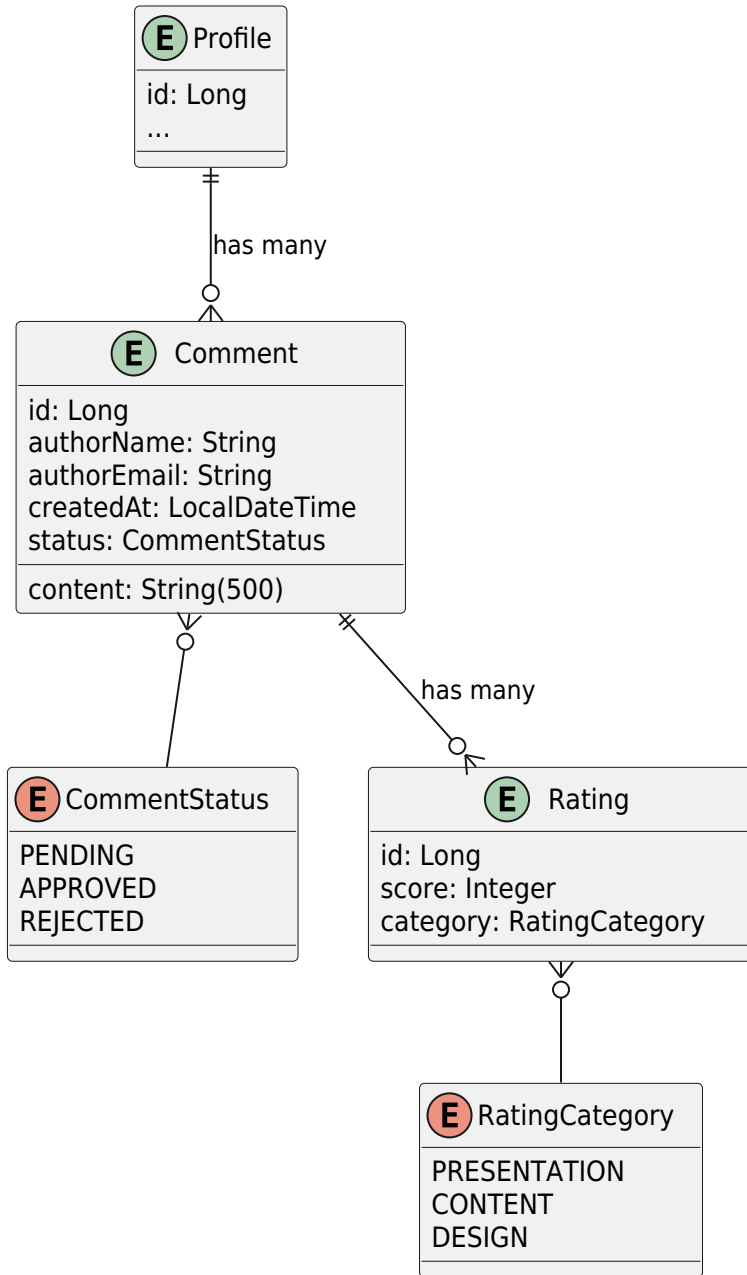 E Profile
id: Long
...
has many
E Comment
id: Long
authorName: String
authorEmail: String
createdAt: LocalDateTime
status: CommentStatus
content: String(500)
has many
E CommentStatus
PENDING
APPROVED
REJECTED
E Rating
id: Long
score: Integer
category: RatingCategory
E RatingCategory
PRESENTATION
CONTENT
DESIGN